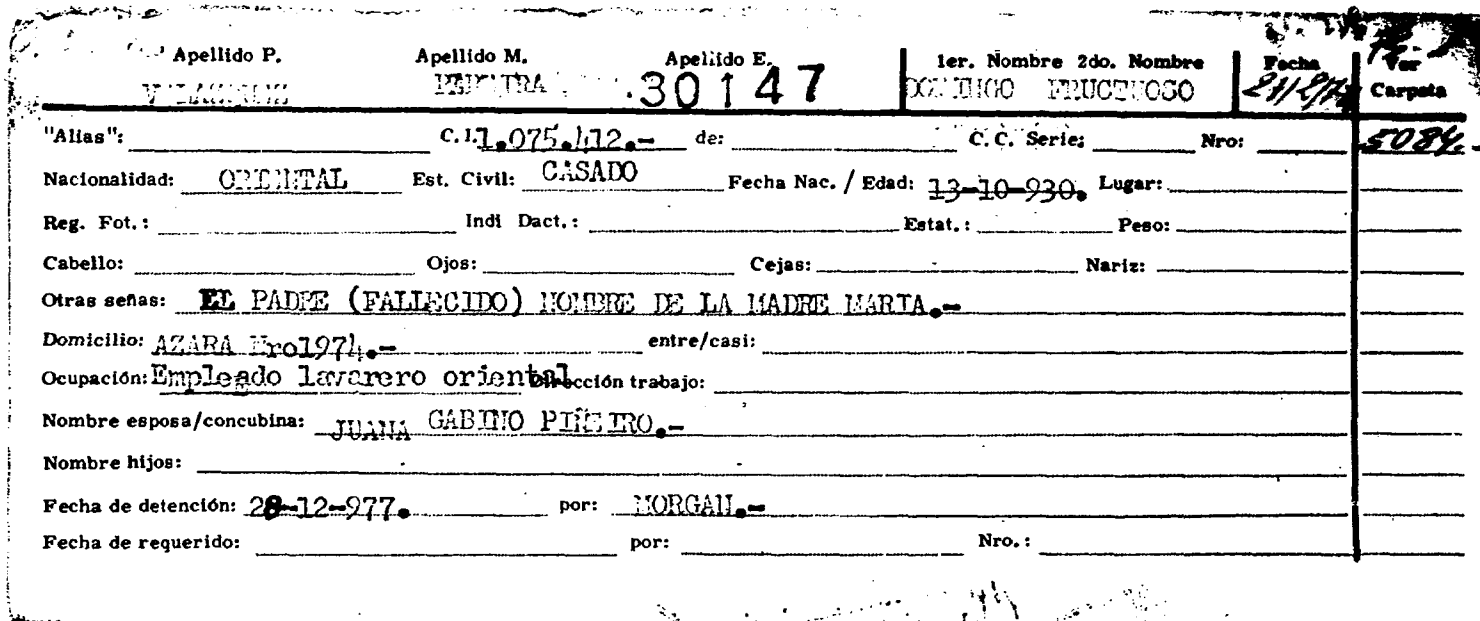 Apellido P. Apellido M. Apellido E. 1er. Nombre 2do. Nombre Fecha Ver Carpeta
30147 FRUCTUOSO
"Alias": C.I. 1.075.412.- de: C.C. Serie: Nro: 5084.-
Nacionalidad: ORIENTAL Est. Civil: CASADO Fecha Nac. / Edad: 13-10-930. Lugar:
Reg. Fot.: Indi Dact.: Estat.: Peso:
Cabello: Ojos: Cejas: Nariz:
Otras señas: EL PADRE (FALLECIDO) NOMBRE DE LA MADRE MARIA.-
Domicilio: AZARA Nro1974.- entre/casi:
Ocupación: Empleado lavarero oriental Dirección trabajo:
Nombre esposa/concubina: JUANA GABINO PIÑEIRO.-
Nombre hijos:
Fecha de detención: 28-12-977. por: MORGAN.-
Fecha de requerido: por: Nro.: